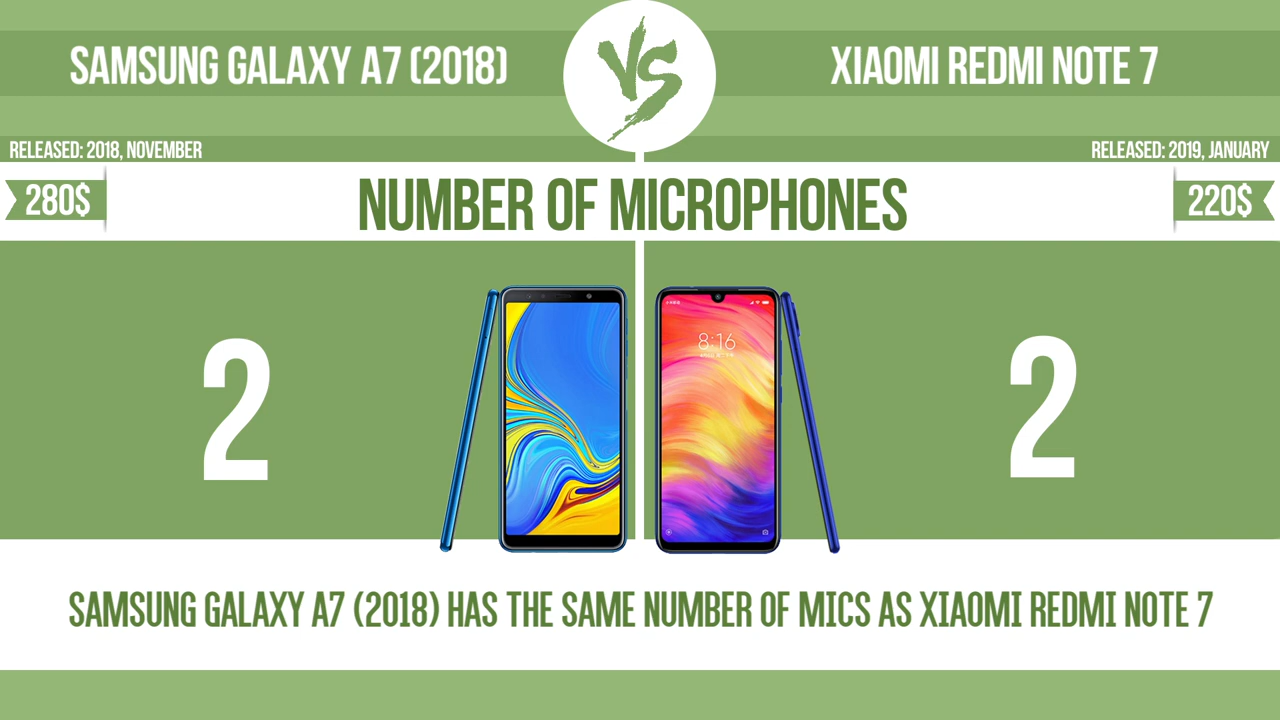 SAMSUNG GALAXY A7 (2018)
VS
XIAOMI REDMI NOTE 7
RELEASED: 2018, NOVEMBER
RELEASED: 2019, JANUARY
280$
NUMBER OF MICROPHONES
220$
8:16
2
2
SAMSUNG GALAXY A7 (2018) HAS THE SAME NUMBER OF MICS AS XIAOMI REDMI NOTE 7